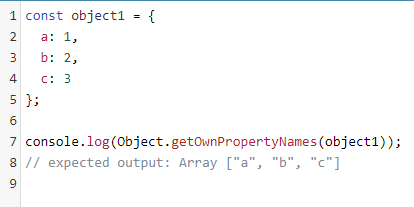 1 const object1 = {
2   a: 1,
3   b: 2,
4   c: 3
5 };
6
7 console.log(Object.getOwnPropertyNames(object1));
8 // expected output: Array ["a", "b", "c"]
9